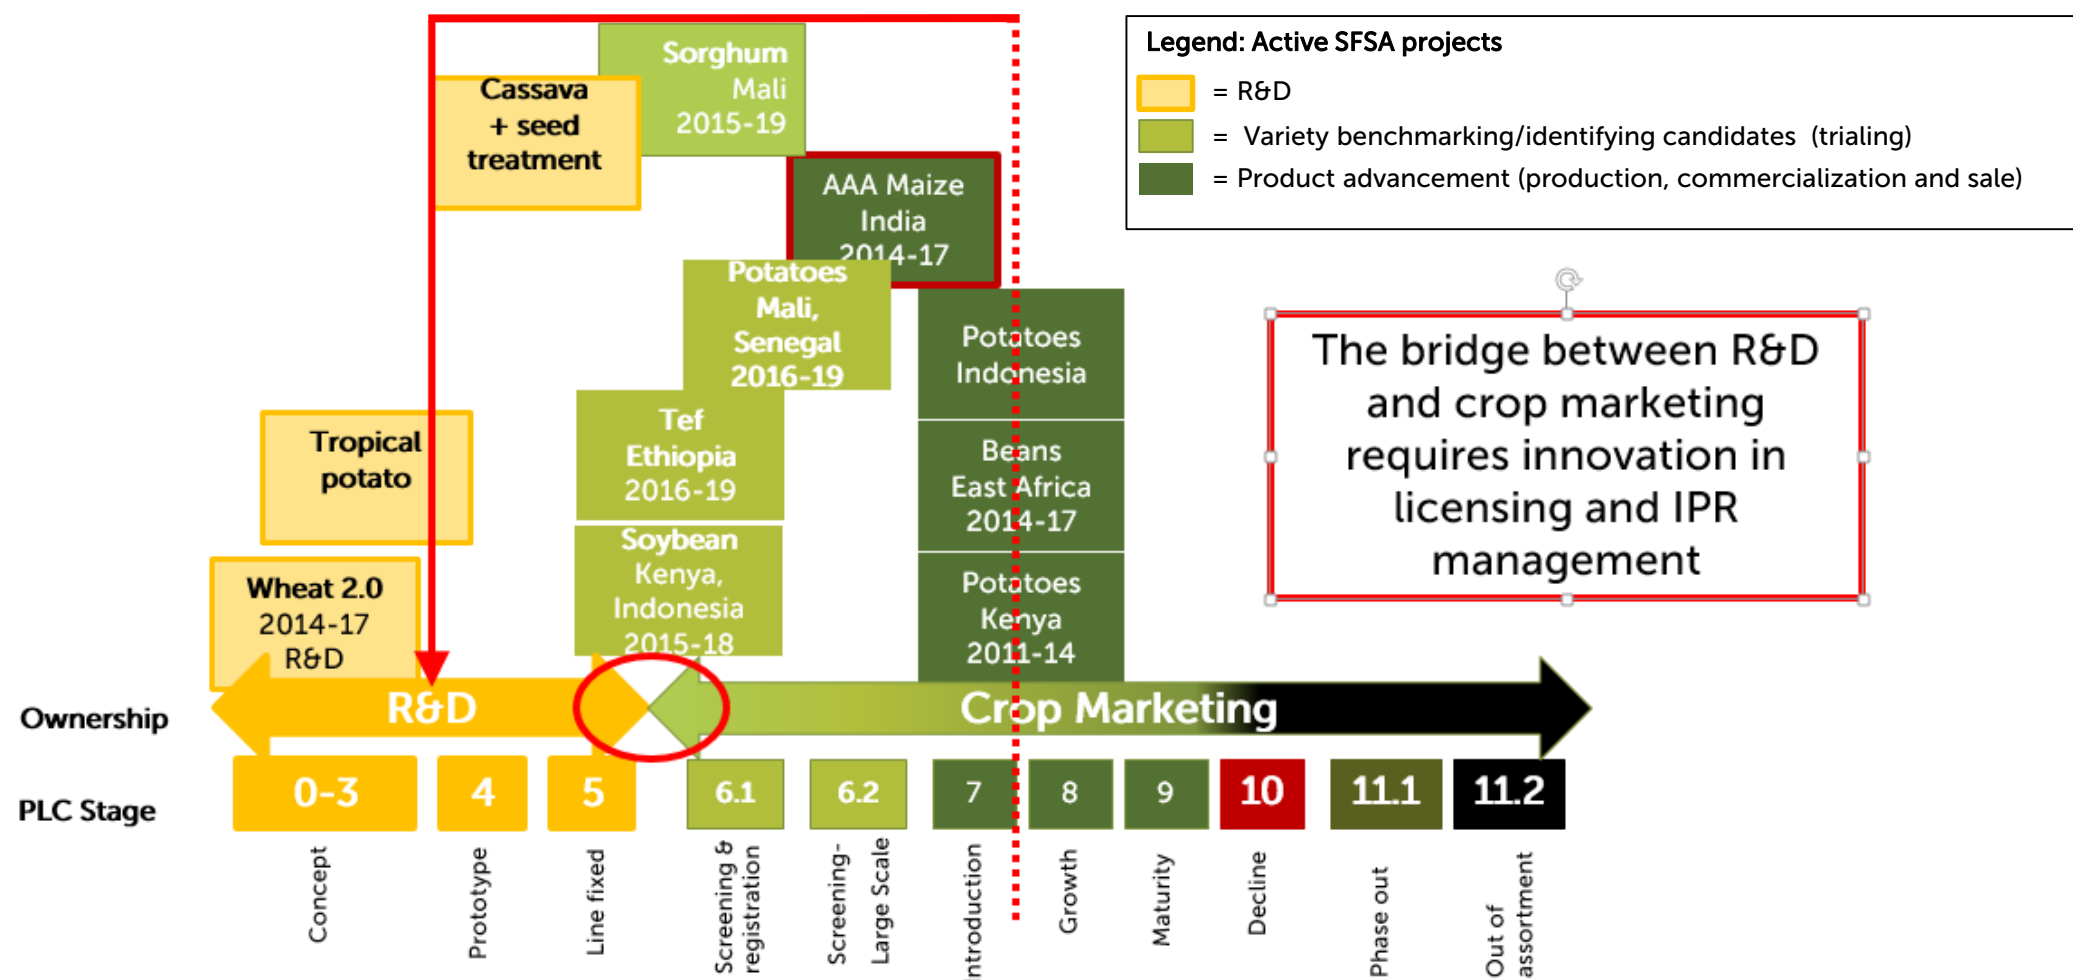 Legend: Active SFSA projects
= R&D
= Variety benchmarking/identifying candidates (trialing)
= Product advancement (production, commercialization and sale)
Sorghum
Mali
2015-19
Cassava
+ seed
treatment
AAA Maize
India
2014-17
Potatoes
Mali,
Senegal
2016-19
Potatoes
Indonesia
The bridge between R&D
and crop marketing
requires innovation in
licensing and IPR
management
Tef
Ethiopia
2016-19
Tropical
potato
Beans
East Africa
2014-17
Soybean
Kenya,
Indonesia
2015-18
Wheat 2.0
2014-17
R&D
Potatoes
Kenya
2011-14
Ownership
R&D
Crop Marketing
PLC Stage
0-3
4
5
6.1
6.2
7
8
9
10
11.1
11.2
Concept
Prototype
Line fixed
Screening &
registration
Screening-
Large Scale
Introduction
Growth
Maturity
Decline
Phase out
Out of
assortment